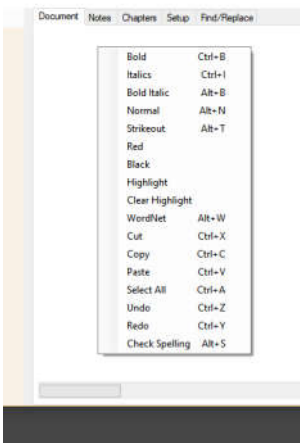 Document Notes Chapters Setup Find/Replace
Bold Ctrl+B
Italics Ctrl+I
Bold Italic Alt+B
Normal Alt+N
Strikeout Alt+T
Red
Black
Highlight
Clear Highlight
WordNet Alt+W
Cut Ctrl+X
Copy Ctrl+C
Paste Ctrl+V
Select All Ctrl+A
Undo Ctrl+Z
Redo Ctrl+Y
Check Spelling Alt+S